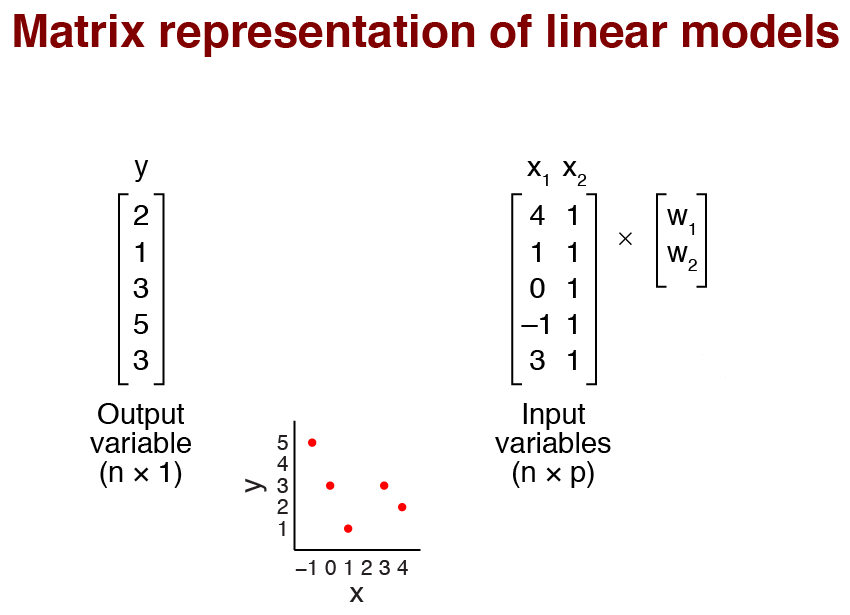 Matrix representation of linear models
y
2
1
3
5
3
Output
variable
(n × 1)
x1 x2
4 1
1 1
0 1
–1 1
3 1
×
w1
w2
Input
variables
(n × p)
y
5
4
3
2
1
–1 0 1 2 3 4
x